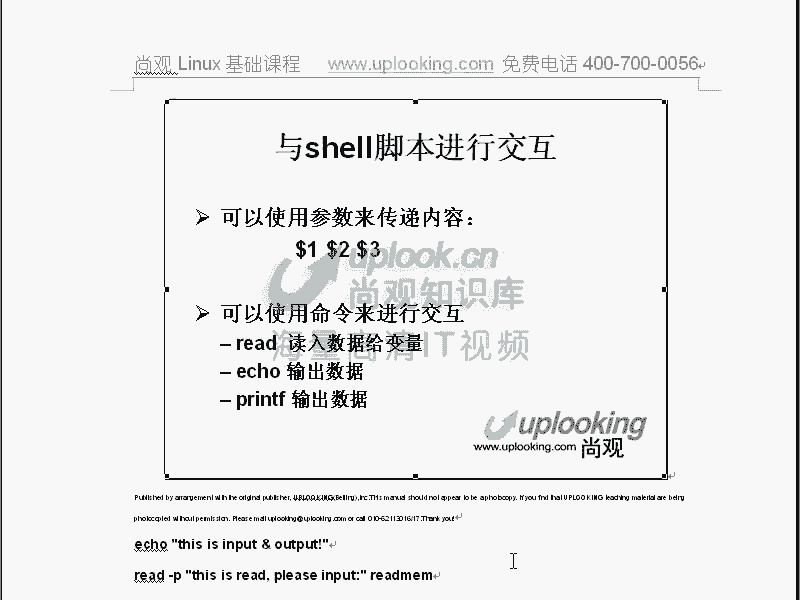 尚观 Linux 基础课程 www.uplooking.com 免费电话 400-700-0056
与shell脚本进行交互
可以使用参数来传递内容：
$1 $2 $3
uplook.cn
尚观知识库
可以使用命令来进行交互
海量高清IT视频
– read 读入数据给变量
– echo 输出数据
– printf 输出数据
uplooking
www.uplooking.com 尚观
Published by arrangement with the original publisher, UPLOOKING(Beijing),Inc.This manual should not appear to be a photocopy. If you find that UPLOOKING teaching material are being
photocopied without permission. Please mail uplooking@uplooking.com or call 010-62113016/17.Thank you!
echo "this is input & output!"
read -p "this is read, please input:" readmem